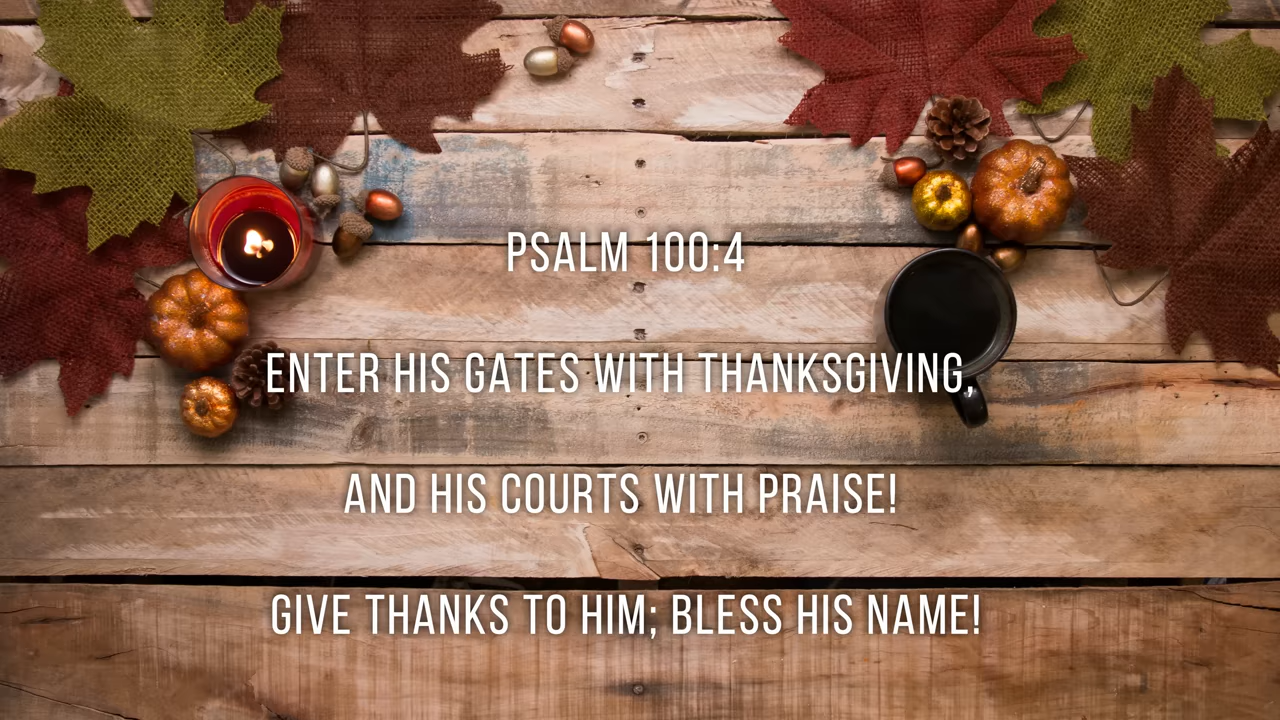 PSALM 100:4
ENTER HIS GATES WITH THANKSGIVING,
AND HIS COURTS WITH PRAISE!
GIVE THANKS TO HIM; BLESS HIS NAME!